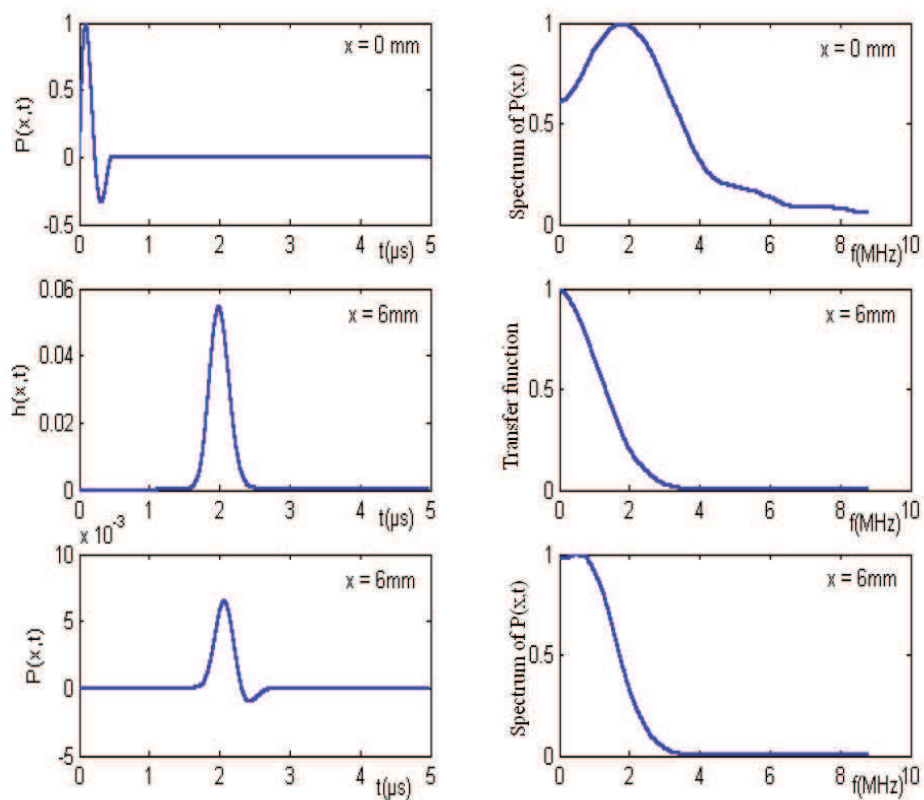 x = 0 mm
P(x,t)
1
0.5
0
-0.5
0 1 2 3 4 5
t(µs)
x = 0 mm
Spectrum of P(x,t)
1
0.5
0
0 2 4 6 8 10
f(MHz)
x = 6mm
h(x,t)
0.06
0.04
0.02
0
0 1 2 3 4 5
t(µs)
x = 6mm
Transfer function
1
0.5
0
0 2 4 6 8 10
f(MHz)
x 10⁻³
x = 6mm
P(x,t)
10
5
0
-5
0 1 2 3 4 5
t(µs)
x = 6mm
Spectrum of P(x,t)
1
0.5
0
0 2 4 6 8 10
f(MHz)